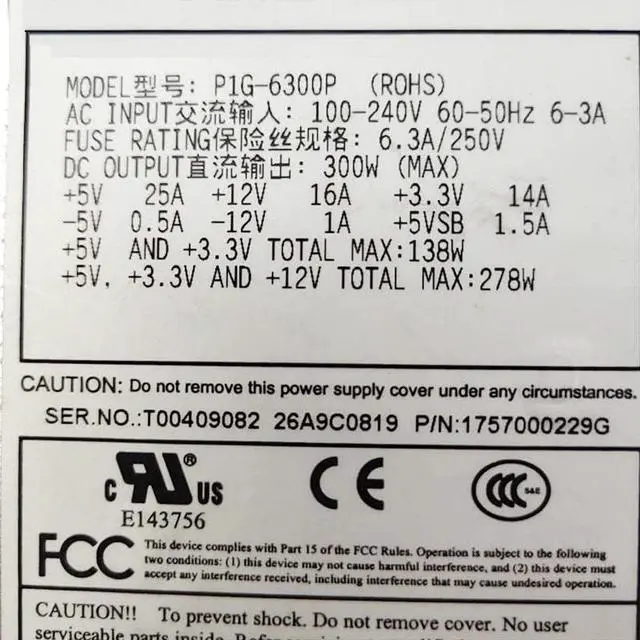 MODEL型号: P1G-6300P (ROHS)
AC INPUT交流输入: 100-240V 60-50Hz 6-3A
FUSE RATING保险丝规格: 6.3A/250V
DC OUTPUT直流输出: 300W (MAX)
+5V 25A +12V 16A +3.3V 14A
-5V 0.5A -12V 1A +5VSB 1.5A
+5V AND +3.3V TOTAL MAX:138W
+5V, +3.3V AND +12V TOTAL MAX:278W
CAUTION: Do not remove this power supply cover under any circumstances.
SER.NO.:T00409082 26A9C0819 P/N:1757000229G
c RU ® US
E143756
CE
CCC S&E
FCC
This device complies with Part 15 of the FCC Rules. Operation is subject to the following
two conditions: (1) this device may not cause harmful interference, and (2) this device must
accept any interference received, including interference that may cause undesired operation.
CAUTION!! To prevent shock. Do not remove cover. No user
serviceable parts inside.